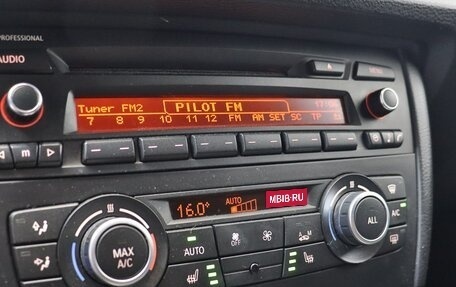 PROFESSIONAL
AUDIO
MENU
Tuner FM2 PILOT FM
7 8 9 10 11 12 FM AM SET SC TP
m
16.0° AUTO
MBIB-RU
MAX
A/C
AUTO
OFF
ALL
A/C